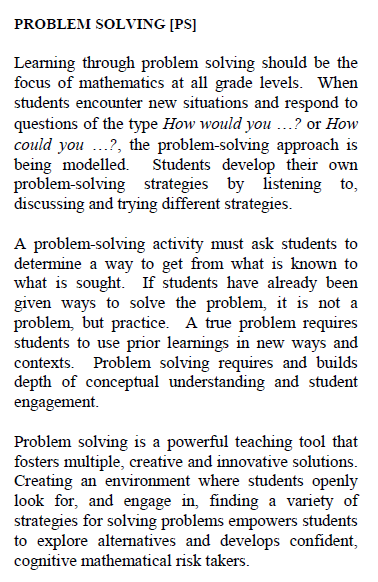 PROBLEM SOLVING [PS]
Learning through problem solving should be the
focus of mathematics at all grade levels. When
students encounter new situations and respond to
questions of the type How would you …? or How
could you …?, the problem-solving approach is
being modelled. Students develop their own
problem-solving strategies by listening to,
discussing and trying different strategies.
A problem-solving activity must ask students to
determine a way to get from what is known to
what is sought. If students have already been
given ways to solve the problem, it is not a
problem, but practice. A true problem requires
students to use prior learnings in new ways and
contexts. Problem solving requires and builds
depth of conceptual understanding and student
engagement.
Problem solving is a powerful teaching tool that
fosters multiple, creative and innovative solutions.
Creating an environment where students openly
look for, and engage in, finding a variety of
strategies for solving problems empowers students
to explore alternatives and develops confident,
cognitive mathematical risk takers.